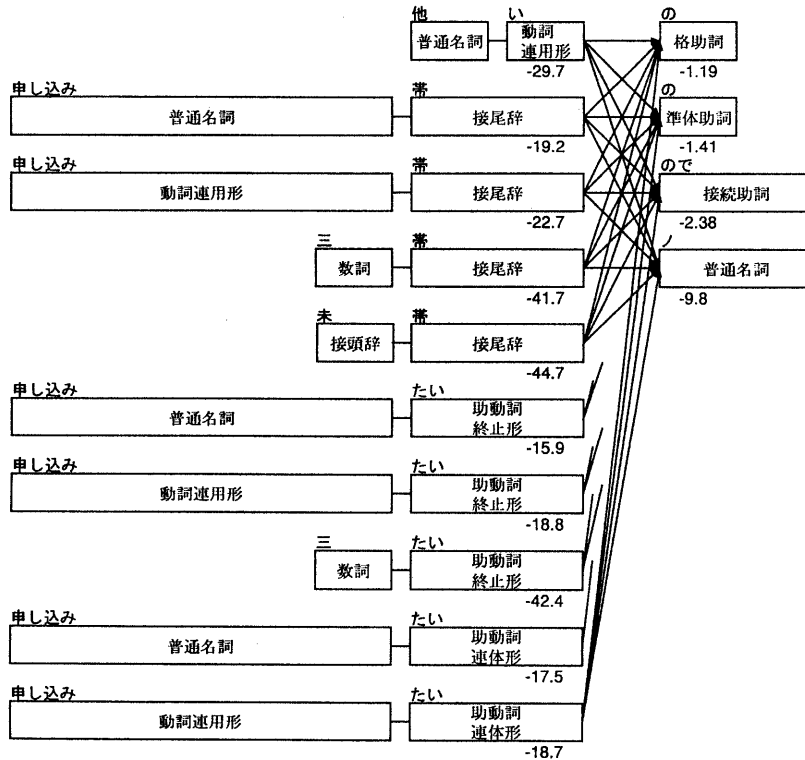 他 い の
普通名詞 動詞 格助詞
連用形
-29.7 -1.19
申し込み 帯 の
普通名詞 接尾辞 準体助詞
-19.2 -1.41
申し込み 帯 ので
動詞連用形 接尾辞 接続助詞
-22.7 -2.38
三 帯 ノ
数詞 接尾辞 普通名詞
-41.7 -9.8
未 帯
接頭辞 接尾辞
-44.7
申し込み たい
普通名詞 助動詞
終止形
-15.9
申し込み たい
動詞連用形 助動詞
終止形
-18.8
三 たい
数詞 助動詞
終止形
-42.4
申し込み たい
普通名詞 助動詞
連体形
-17.5
申し込み たい
動詞連用形 助動詞
連体形
-18.7